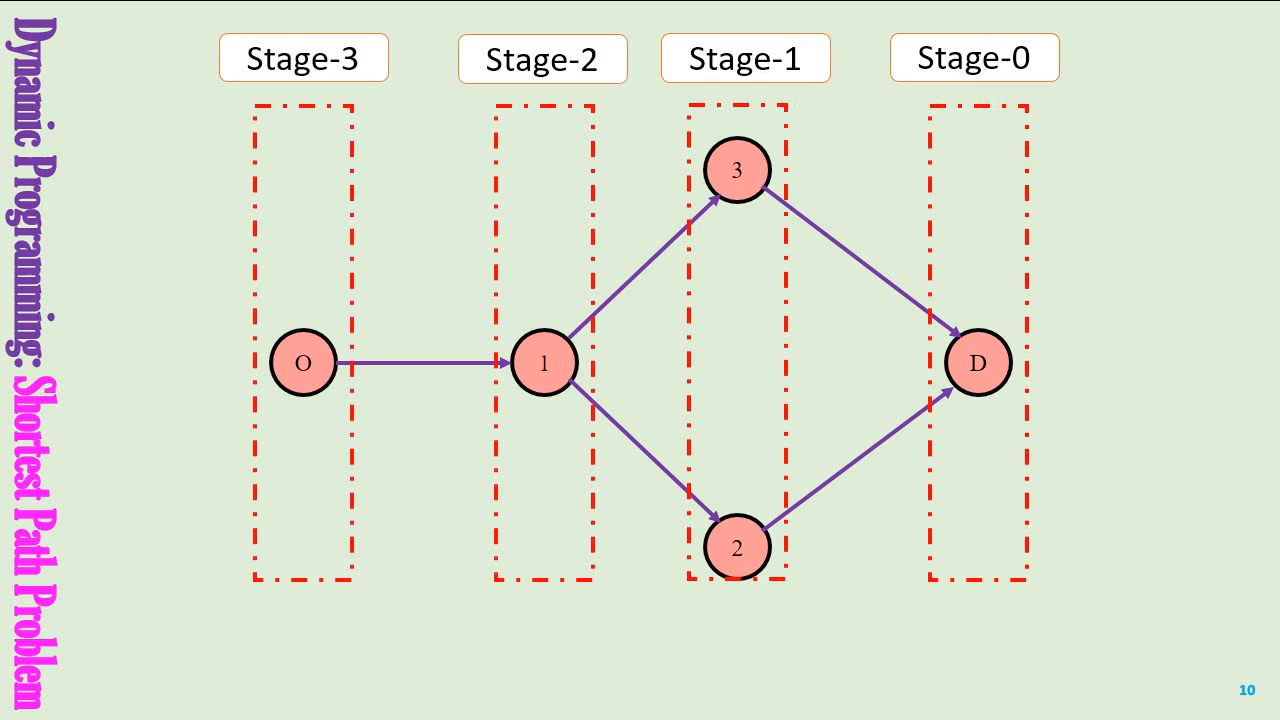 Dynamic Programming: Shortest Path Problem
Stage-3 Stage-2 Stage-1 Stage-0
3
O 1 D
2
10